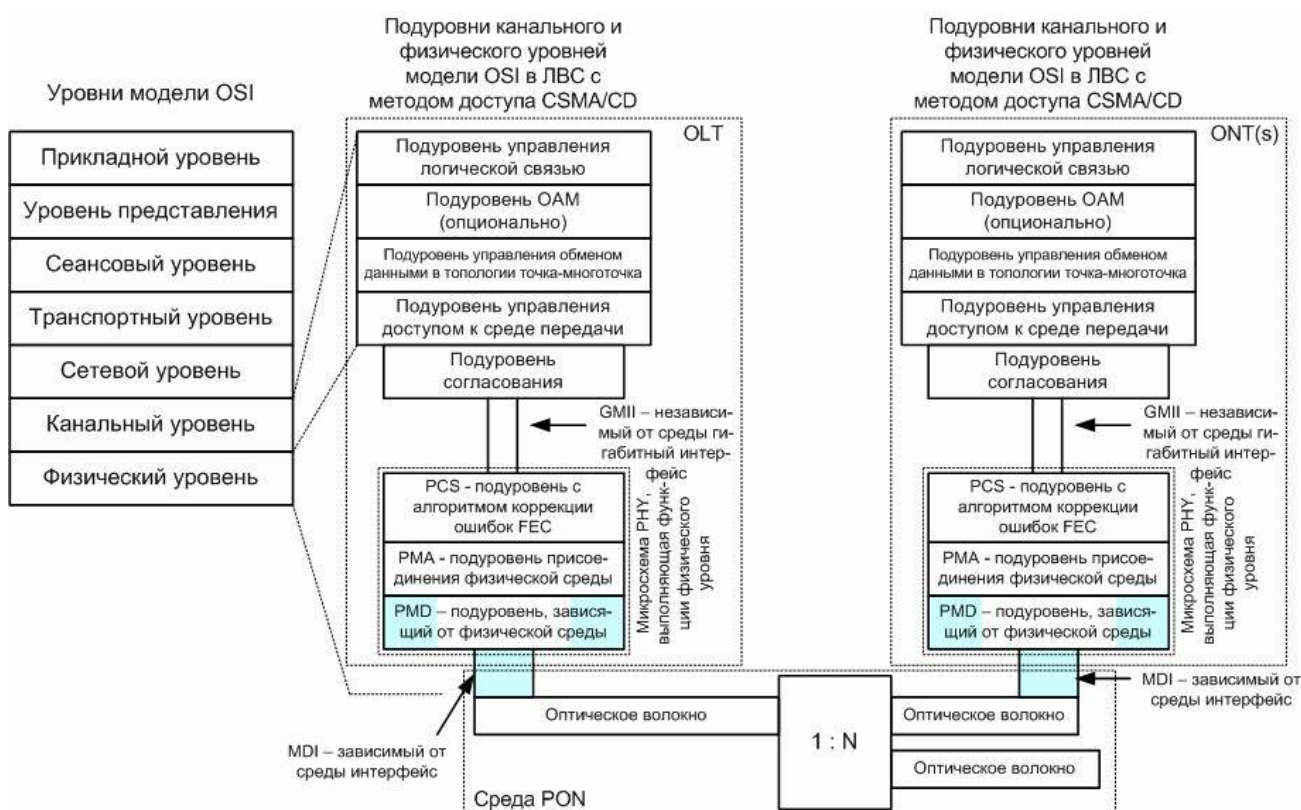 Уровни модели OSI
Прикладной уровень
Уровень представления
Сеансовый уровень
Транспортный уровень
Сетевой уровень
Канальный уровень
Физический уровень
Подуровни канального и
физического уровней
модели OSI в ЛВС с
методом доступа CSMA/CD
OLT
Подуровень управления
логической связью
Подуровень OAM
(опционально)
Подуровень управления обменом
данными в топологии точка-многоточка
Подуровень управления
доступом к среде передачи
Подуровень
согласования
GMII – независи-
мый от среды ги-
габитный интер-
фейс
PCS - подуровень с
алгоритмом коррекции
ошибок FEC
PMA - подуровень присое-
динения физической среды
PMD – подуровень, завися-
щий от физической среды
Микросхема PHY,
выполняющая функ-
ции физического
уровня
Подуровни канального и
физического уровней
модели OSI в ЛВС с
методом доступа CSMA/CD
ONT(s)
Подуровень управления
логической связью
Подуровень OAM
(опционально)
Подуровень управления обменом
данными в топологии точка-многоточка
Подуровень управления
доступом к среде передачи
Подуровень
согласования
GMII – независи-
мый от среды ги-
габитный интер-
фейс
PCS - подуровень с
алгоритмом коррекции
ошибок FEC
PMA - подуровень присое-
динения физической среды
PMD – подуровень, завися-
щий от физической среды
Микросхема PHY,
выполняющая функ-
ции физического
уровня
MDI – зависимый от
среды интерфейс
MDI – зависимый от
среды интерфейс
Оптическое волокно
1 : N
Оптическое волокно
Оптическое волокно
Среда PON